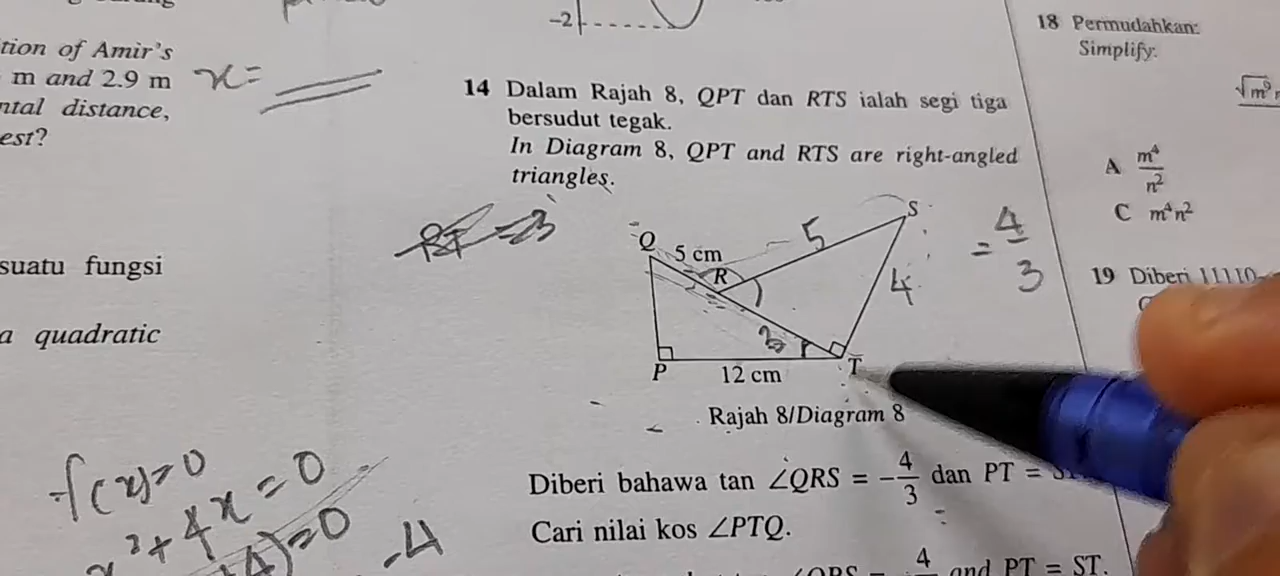 tion of Amir's
m and 2.9 m
ntal distance,
est?
x=
suatu fungsi
a quadratic
f(x)=0
x²+4x=0
=0
-4
-2
14 Dalam Rajah 8, QPT dan RTS ialah segi tiga
bersudut tegak.
In Diagram 8, QPT and RTS are right-angled
triangles.
Q
5 cm
R
5
S
4
3
P
12 cm
T
= 4/3
Rajah 8/Diagram 8
Diberi bahawa tan ∠QRS = -4/3 dan PT =
Cari nilai kos ∠PTQ.
4
and PT = ST.
18 Permudahkan:
Simplify:
A m⁴/n²
C m⁴n²
19 Diberi 11110